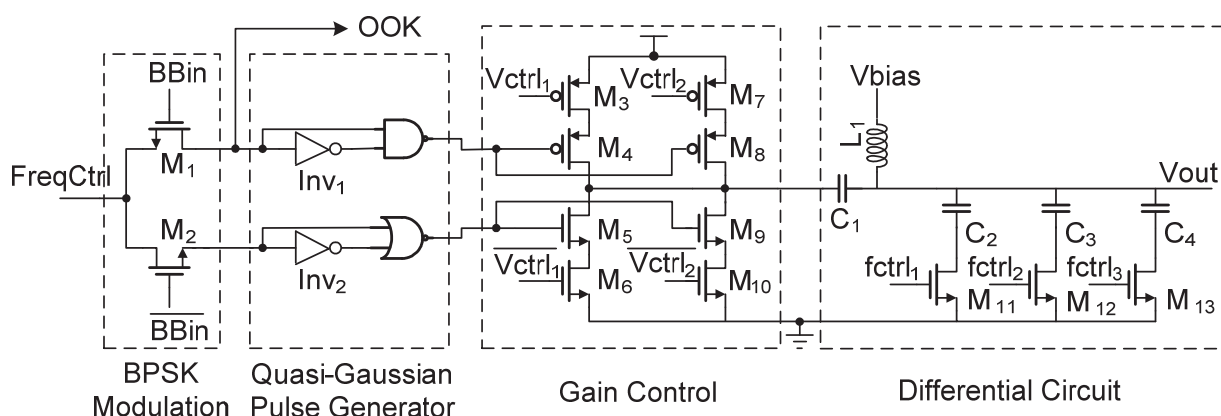 OOK
BBin
M1
FreqCtrl
M2
BBin
BPSK
Modulation
Inv1
Inv2
Quasi-Gaussian
Pulse Generator
Vctrl1
M3
Vctrl2
M7
M4
M8
M5
M9
Vctrl1
M6
Vctrl2
M10
Gain Control
Vbias
L1
C1
Vout
C2
C3
C4
fctrl1
M11
fctrl2
M12
fctrl3
M13
Differential Circuit